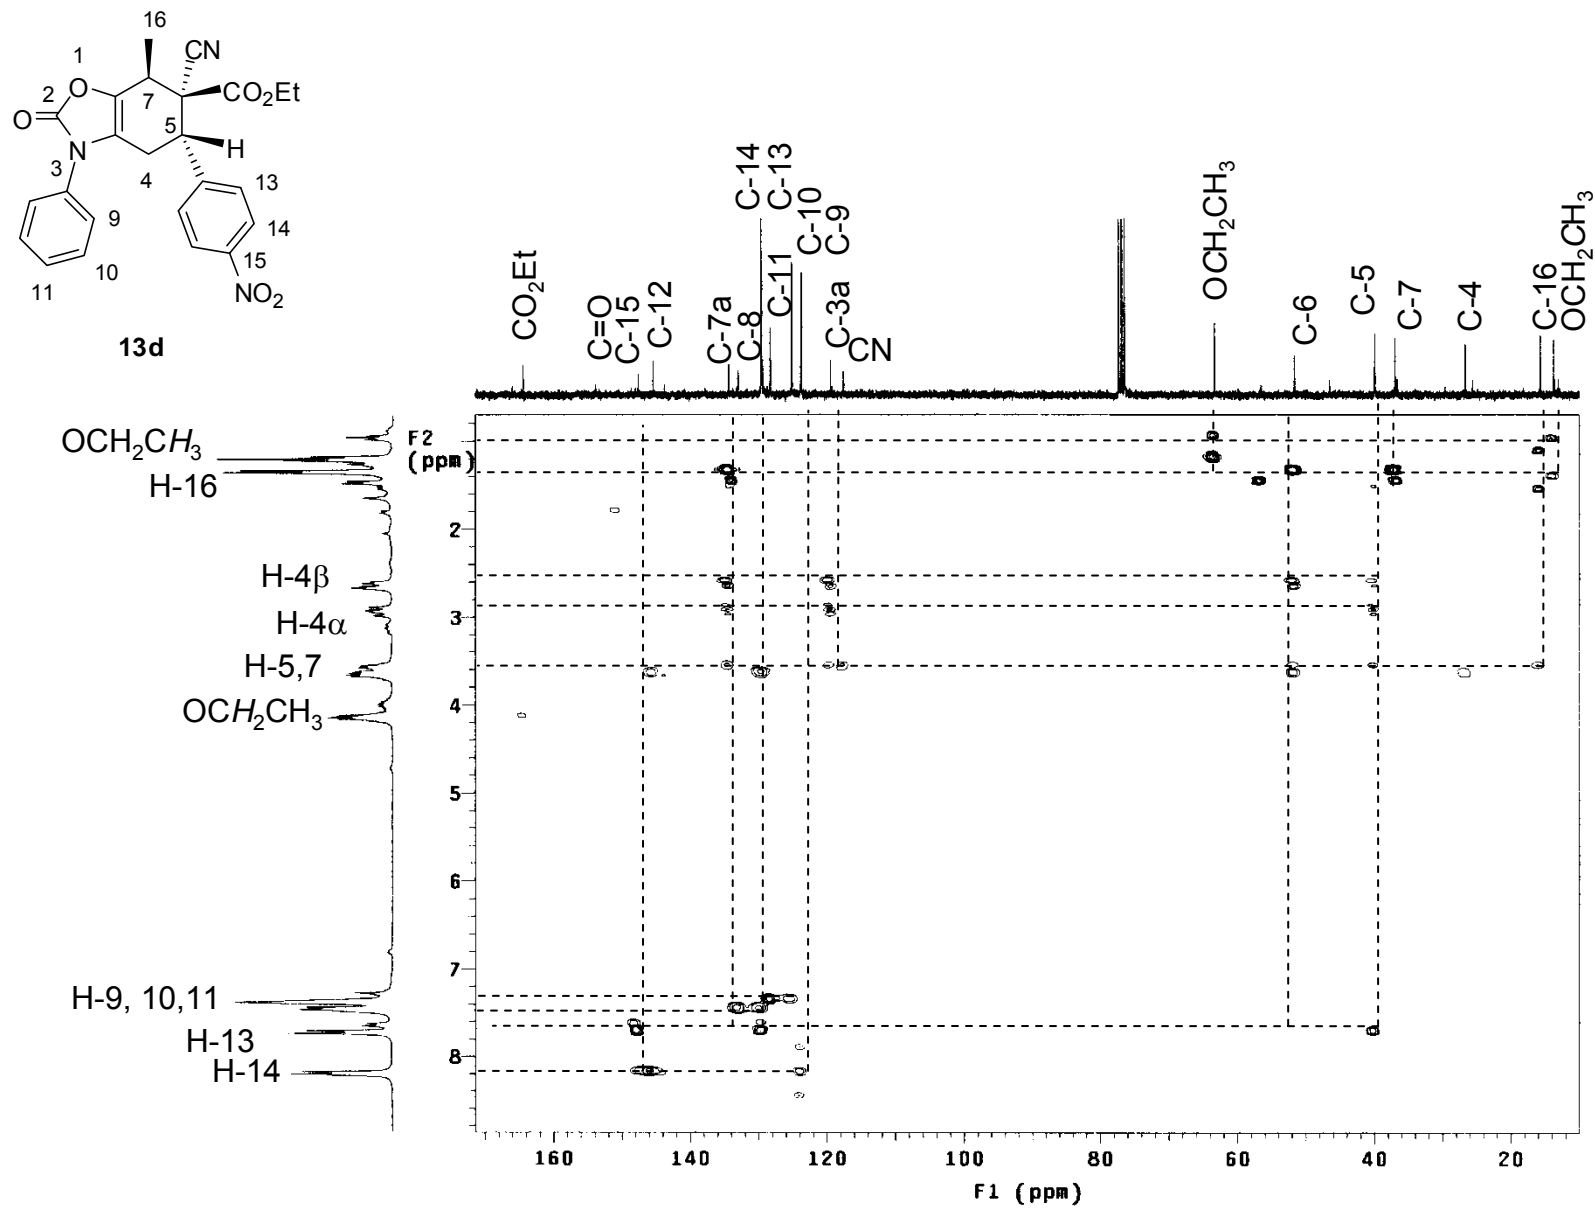 16
CN
1
O
2
7
CO2Et
O
5
N
H
3
4
13
9
14
15
10
11
NO2
13d
CO2Et
C=O
C-15
C-12
C-7a
C-8
C-14
C-13
C-11
C-10
C-9
C-3a
CN
OCH2CH3
C-6
C-5
C-7
C-4
C-16
OCH2CH3
OCH2CH3
F2
(ppm)
H-16
2
H-4β
3
H-4α
H-5,7
4
OCH2CH3
5
6
7
H-9, 10,11
H-13
8
H-14
160 140 120 100 80 60 40 20
F1 (ppm)